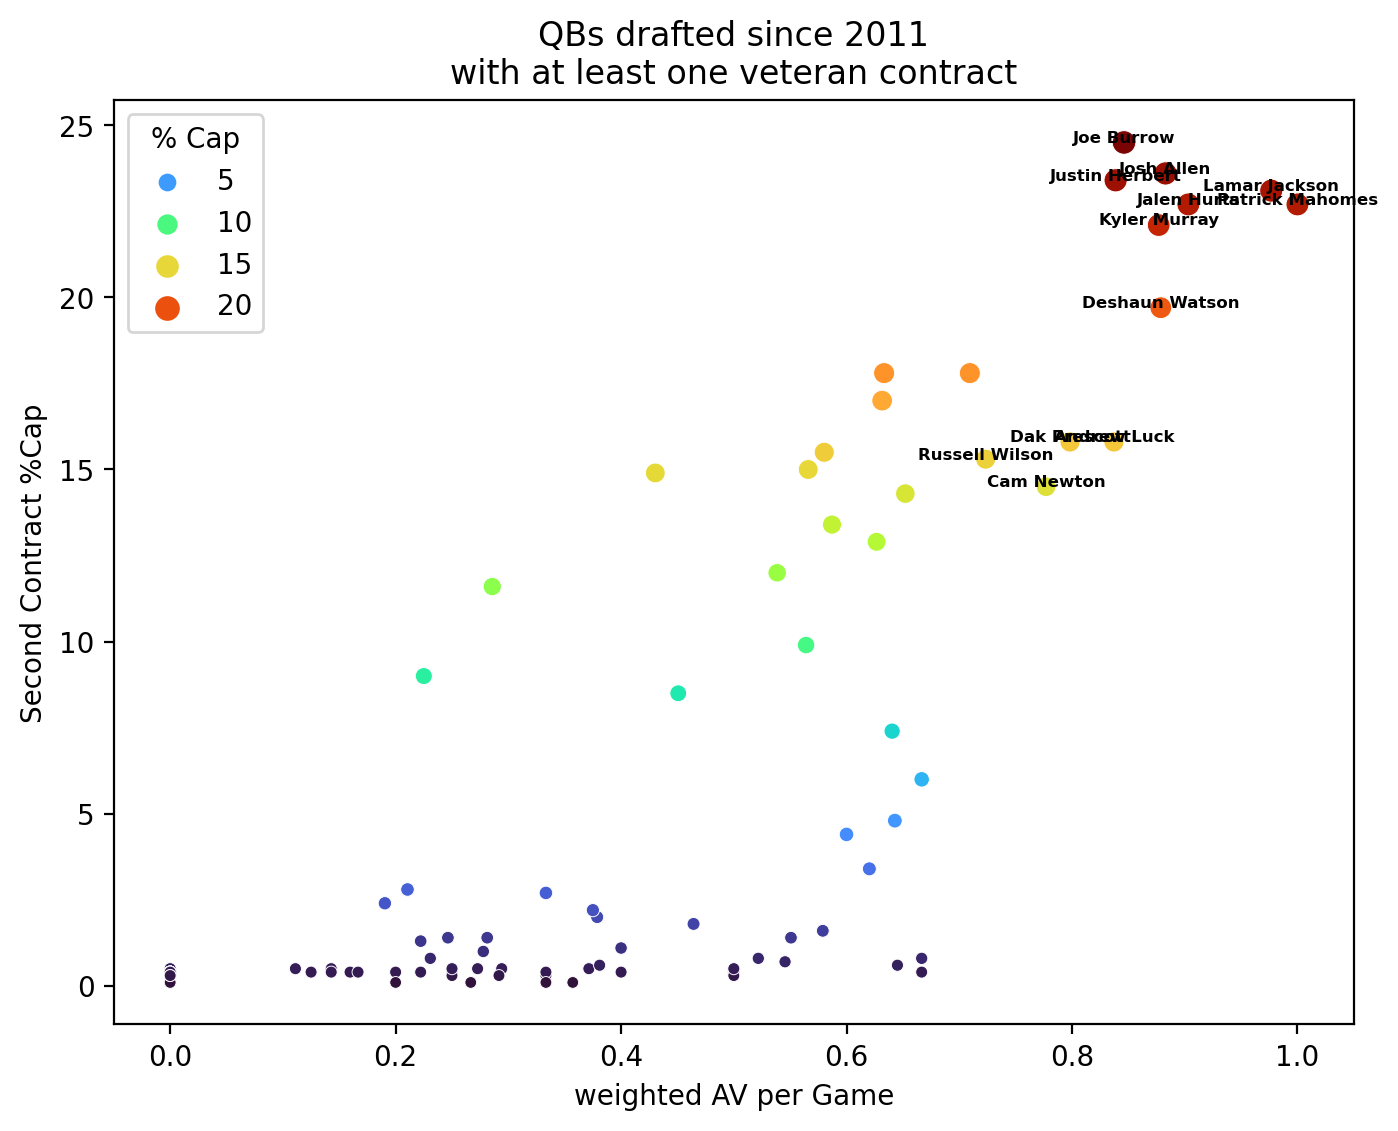 QBs drafted since 2011
with at least one veteran contract
% Cap
5
10
15
20
Second Contract %Cap
25
20
15
10
5
0
Joe Burrow
Josh Allen
Justin Herbert
Lamar Jackson
Jalen Hurts
Patrick Mahomes
Kyler Murray
Deshaun Watson
Dak Prescott
Andrew Luck
Russell Wilson
Cam Newton
0.0
0.2
0.4
0.6
0.8
1.0
weighted AV per Game